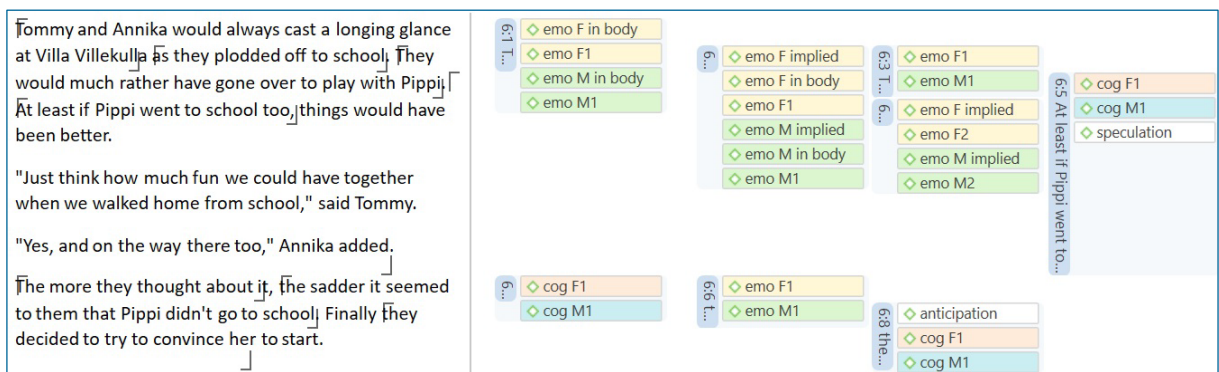 Tommy and Annika would always cast a longing glance
at Villa Villekulla as they plodded off to school. They
would much rather have gone over to play with Pippi.
At least if Pippi went to school too, things would have
been better.
"Just think how much fun we could have together
when we walked home from school," said Tommy.
"Yes, and on the way there too," Annika added.
The more they thought about it, the sadder it seemed
to them that Pippi didn't go to school. Finally they
decided to try to convince her to start.
6:1 T...
emo F in body
emo F1
emo M in body
emo M1
6...
emo F implied
emo F in body
emo F1
emo M implied
emo M in body
emo M1
6:3 T...
emo F1
emo M1
6...
emo F implied
emo F2
emo M implied
emo M2
6:5 At least if Pippi went to...
cog F1
cog M1
speculation
6...
cog F1
cog M1
6:6 t...
emo F1
emo M1
6:8 the...
anticipation
cog F1
cog M1